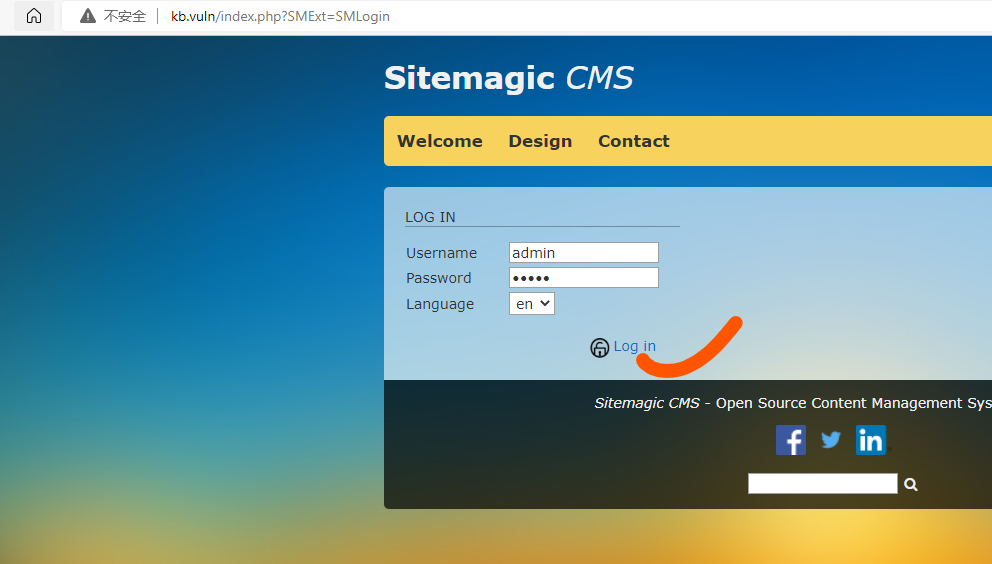 不安全 kb.vuln/index.php?SMExt=SMLogin
Sitemagic CMS
Welcome Design Contact
LOG IN
Username admin
Password •••••
Language en
Log in
Sitemagic CMS - Open Source Content Management Sys
f in